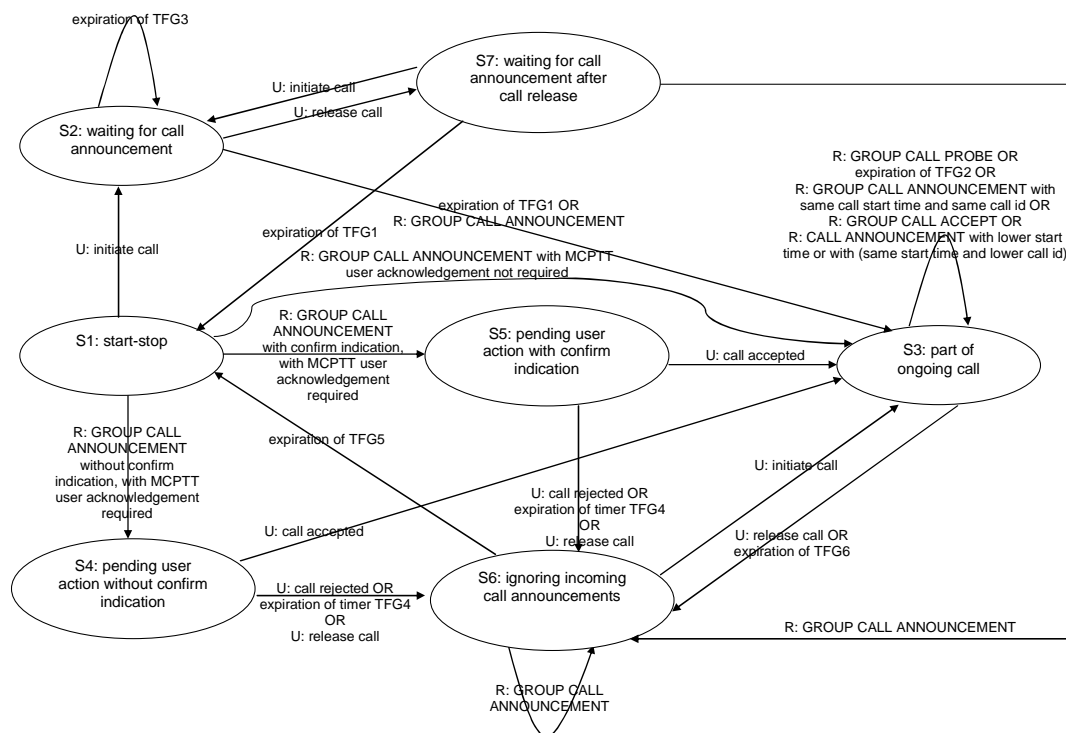 expiration of TFG3
S7: waiting for call
announcement after
call release
U: initiate call
U: release call
S2: waiting for call
announcement
R: GROUP CALL PROBE OR
expiration of TFG2 OR
R: GROUP CALL ANNOUNCEMENT with
same call start time and same call id OR
R: GROUP CALL ACCEPT OR
R: CALL ANNOUNCEMENT with lower start
time or with (same start time and lower call id)
expiration of TFG1 OR
R: GROUP CALL ANNOUNCEMENT
expiration of TFG1
U: initiate call
R: GROUP CALL ANNOUNCEMENT with MCPTT
user acknowledgement not required
S1: start-stop
R: GROUP CALL
ANNOUNCEMENT
with confirm indication,
with MCPTT user
acknowledgement
required
S5: pending user
action with confirm
indication
U: call accepted
S3: part of
ongoing call
R: GROUP CALL
ANNOUNCEMENT
without confirm
indication, with MCPTT
user acknowledgement
required
expiration of TFG5
U: initiate call
U: call rejected OR
expiration of timer TFG4
OR
U: release call
U: call accepted
U: release call OR
expiration of TFG6
S4: pending user
action without confirm
indication
U: call rejected OR
expiration of timer TFG4
OR
U: release call
S6: ignoring incoming
call announcements
R: GROUP CALL ANNOUNCEMENT
R: GROUP CALL
ANNOUNCEMENT